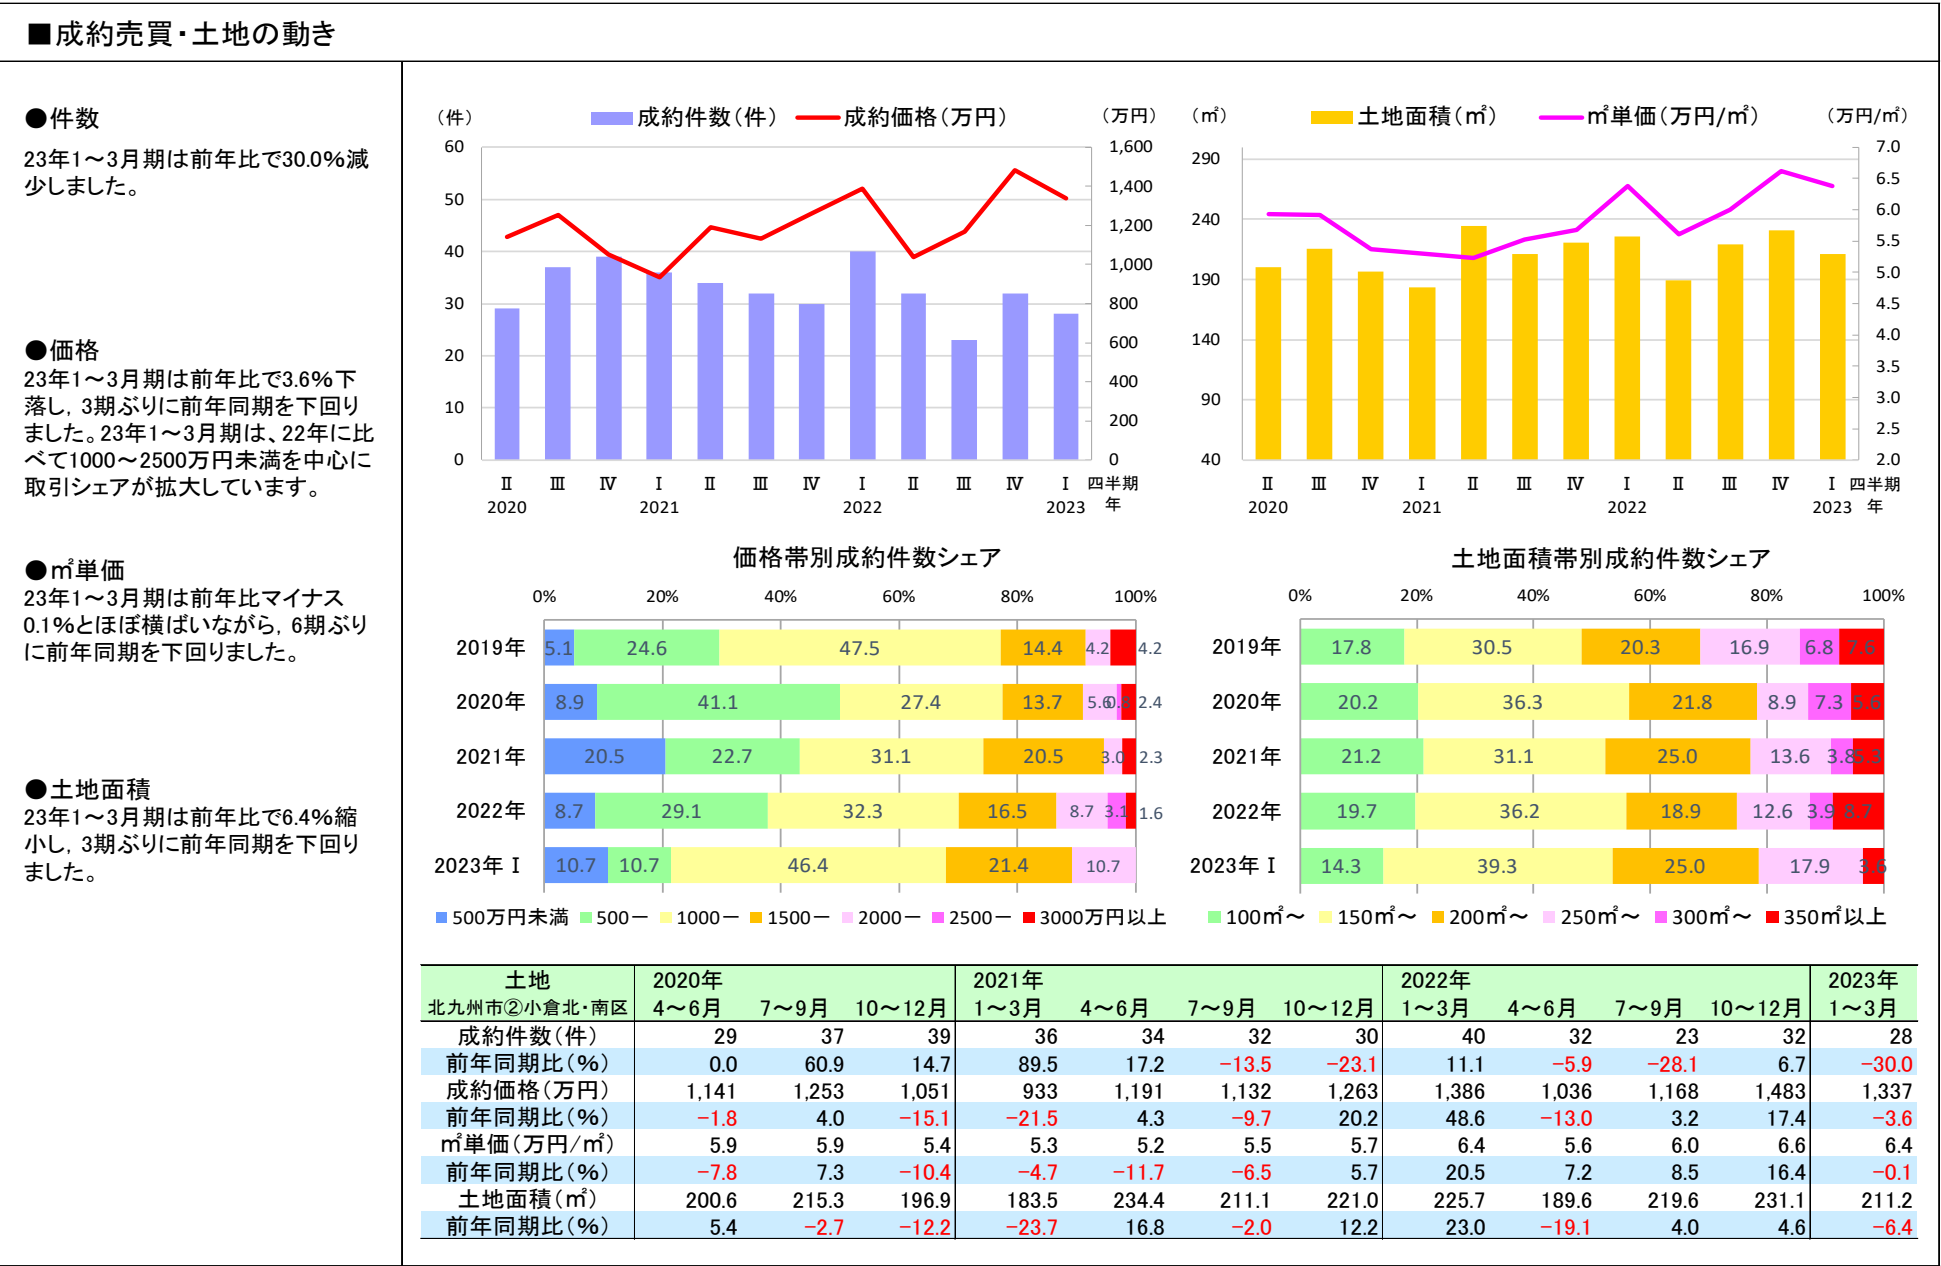 ■成約売買・土地の動き
●件数
23年1～3月期は前年比で30.0%減
少しました。
●価格
23年1～3月期は前年比で3.6%下
落し，3期ぶりに前年同期を下回り
ました。23年1～3月期は、22年に比
べて1000～2500万円未満を中心に
取引シェアが拡大しています。
●㎡単価
23年1～3月期は前年比マイナス
0.1%とほぼ横ばいながら，6期ぶり
に前年同期を下回りました。
●土地面積
23年1～3月期は前年比で6.4%縮
小し，3期ぶりに前年同期を下回り
ました。
（件） 成約件数（件） 成約価格（万円） （万円）
60 1,600
1,400
50
1,200
40
1,000
30 800
600
20
400
10
200
0 0
Ⅱ Ⅲ Ⅳ Ⅰ Ⅱ Ⅲ Ⅳ Ⅰ Ⅱ Ⅲ Ⅳ Ⅰ 四半期
2020 2021 2022 2023 年
（㎡） 土地面積（㎡） ㎡単価（万円/㎡） （万円/㎡）
7.0
290
6.5
6.0
240
5.5
5.0
190
4.5
4.0
140
3.5
3.0
90
2.5
40 2.0
Ⅱ Ⅲ Ⅳ Ⅰ Ⅱ Ⅲ Ⅳ Ⅰ Ⅱ Ⅲ Ⅳ Ⅰ 四半期
2020 2021 2022 2023 年
価格帯別成約件数シェア
0% 20% 40% 60% 80% 100%
2019年 5.1 24.6 47.5 14.4 4.2 4.2
2020年 8.9 41.1 27.4 13.7 5.6 0.8 2.4
2021年 20.5 22.7 31.1 20.5 3.0 2.3
2022年 8.7 29.1 32.3 16.5 8.7 3.1 1.6
2023年Ⅰ 10.7 10.7 46.4 21.4 10.7
500万円未満 500－ 1000－ 1500－ 2000－ 2500－ 3000万円以上
土地面積帯別成約件数シェア
0% 20% 40% 60% 80% 100%
2019年 17.8 30.5 20.3 16.9 6.8 7.6
2020年 20.2 36.3 21.8 8.9 7.3 5.6
2021年 21.2 31.1 25.0 13.6 3.8 5.3
2022年 19.7 36.2 18.9 12.6 3.9 8.7
2023年Ⅰ 14.3 39.3 25.0 17.9 3.6
100㎡～ 150㎡～ 200㎡～ 250㎡～ 300㎡～ 350㎡以上
土地 2020年 2021年 2022年 2023年
北九州市②小倉北・南区 4～6月 7～9月 10～12月 1～3月 4～6月 7～9月 10～12月 1～3月 4～6月 7～9月 10～12月 1～3月
成約件数（件） 29 37 39 36 34 32 30 40 32 23 32 28
前年同期比（%） 0.0 60.9 14.7 89.5 17.2 −13.5 −23.1 11.1 −5.9 −28.1 6.7 −30.0
成約価格（万円） 1,141 1,253 1,051 933 1,191 1,132 1,263 1,386 1,036 1,168 1,483 1,337
前年同期比（%） −1.8 4.0 −15.1 −21.5 4.3 −9.7 20.2 48.6 −13.0 3.2 17.4 −3.6
㎡単価（万円/㎡） 5.9 5.9 5.4 5.3 5.2 5.5 5.7 6.4 5.6 6.0 6.6 6.4
前年同期比（%） −7.8 7.3 −10.4 −4.7 −11.7 −6.5 5.7 20.5 7.2 8.5 16.4 −0.1
土地面積（㎡） 200.6 215.3 196.9 183.5 234.4 211.1 221.0 225.7 189.6 219.6 231.1 211.2
前年同期比（%） 5.4 −2.7 −12.2 −23.7 16.8 −2.0 12.2 23.0 −19.1 4.0 4.6 −6.4